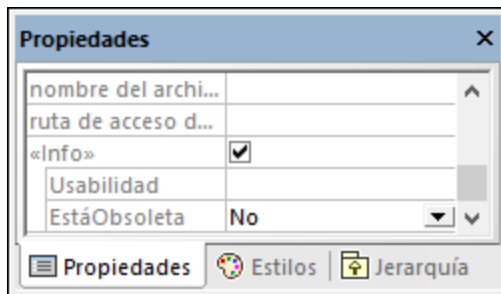 Propiedades
nombre del archi...
ruta de acceso d...
«Info»
Usabilidad
EstáObsoleta No
Propiedades Estilos Jerarquía